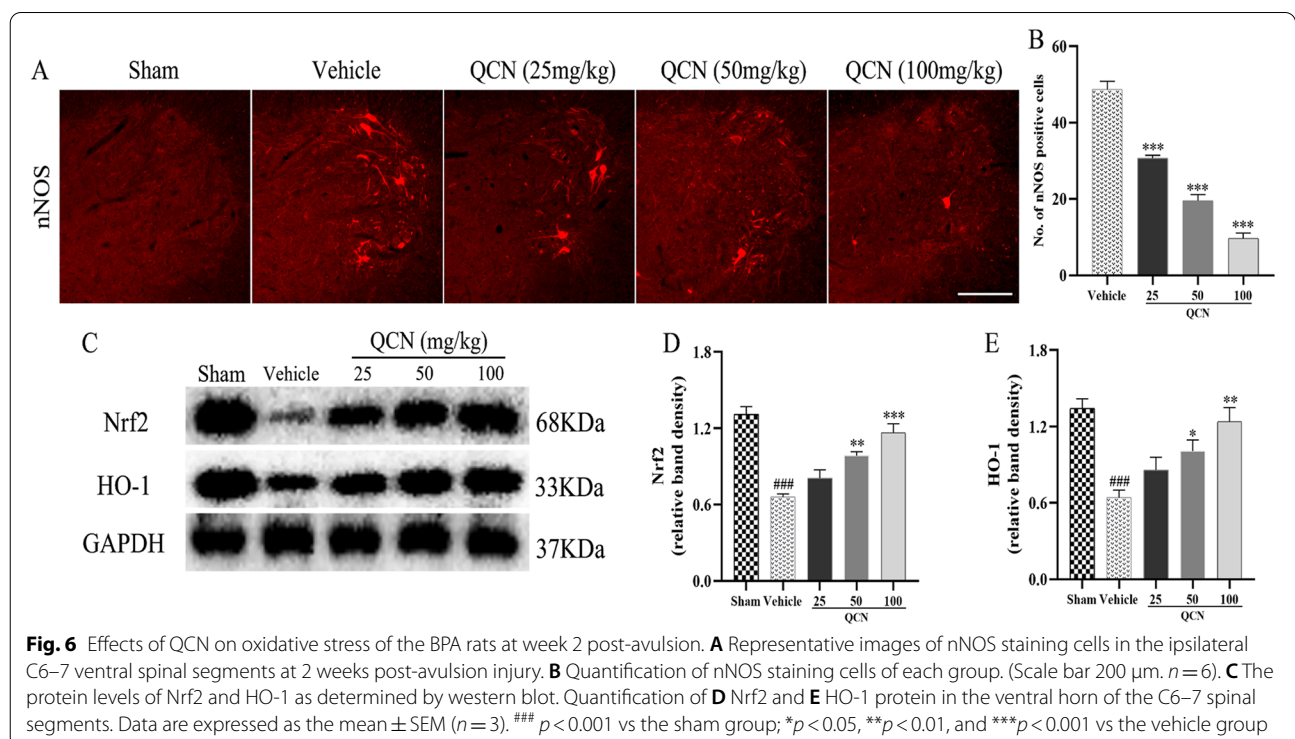 A
Sham Vehicle QCN (25mg/kg) QCN (50mg/kg) QCN (100mg/kg)
nNOS
B
No. of nNOS positive cells
60
40
20
0
***
***
***
Vehicle 25 50 100
QCN
C
QCN (mg/kg)
Sham Vehicle 25 50 100
Nrf2 68KDa
HO-1 33KDa
GAPDH 37KDa
D
Nrf2
(relative band density)
1.8
1.2
0.6
0.0
###
**
***
Sham Vehicle 25 50 100
QCN
E
HO-1
(relative band density)
1.8
1.2
0.6
0.0
###
*
**
Sham Vehicle 25 50 100
QCN
Fig. 6 Effects of QCN on oxidative stress of the BPA rats at week 2 post-avulsion. A Representative images of nNOS staining cells in the ipsilateral
C6–7 ventral spinal segments at 2 weeks post-avulsion injury. B Quantification of nNOS staining cells of each group. (Scale bar 200 μm. n = 6). C The
protein levels of Nrf2 and HO-1 as determined by western blot. Quantification of D Nrf2 and E HO-1 protein in the ventral horn of the C6–7 spinal
segments. Data are expressed as the mean ± SEM (n = 3). ### p < 0.001 vs the sham group; *p < 0.05, **p < 0.01, and ***p < 0.001 vs the vehicle group